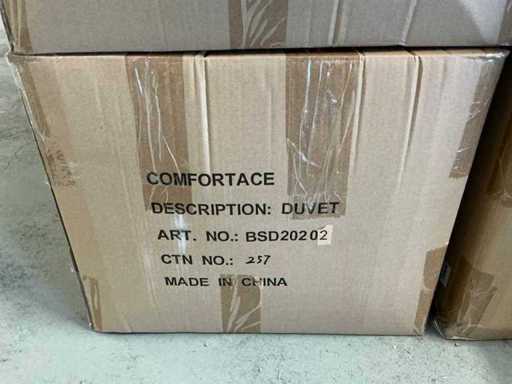 COMFORTACE
DESCRIPTION: DUVET
ART. NO.: BSD20202
CTN NO.: 257
MADE IN CHINA